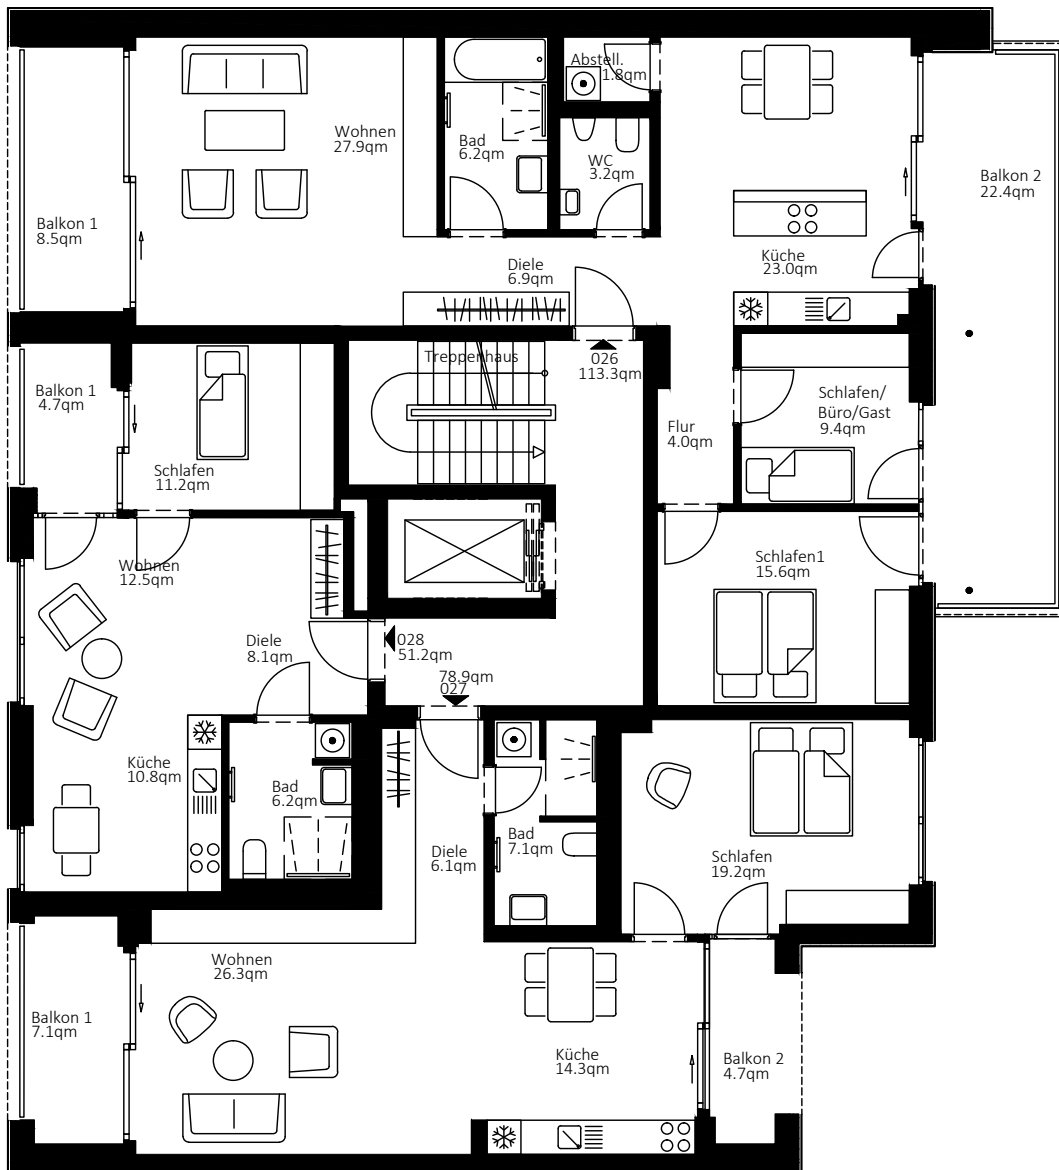 Abstell.
1.8qm
Wohnen
27.9qm
Bad
6.2qm
WC
3.2qm
Balkon 2
22.4qm
Balkon 1
8.5qm
Diele
6.9qm
Küche
23.0qm
Treppenhaus
026
113.3qm
Balkon 1
4.7qm
Schlafen/
Büro/Gast
9.4qm
Flur
4.0qm
Schlafen
11.2qm
Wohnen
12.5qm
Schlafen1
15.6qm
Diele
8.1qm
028
51.2qm
78.9qm
027
Küche
10.8qm
Bad
6.2qm
Bad
7.1qm
Diele
6.1qm
Schlafen
19.2qm
Wohnen
26.3qm
Balkon 1
7.1qm
Küche
14.3qm
Balkon 2
4.7qm